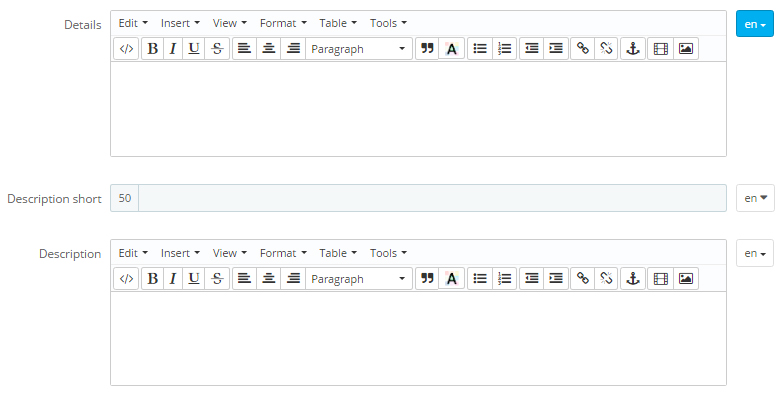 Details Edit Insert View Format Table Tools en
</> B I U S Paragraph A
Description short 50 en
Description Edit Insert View Format Table Tools en
</> B I U S Paragraph A